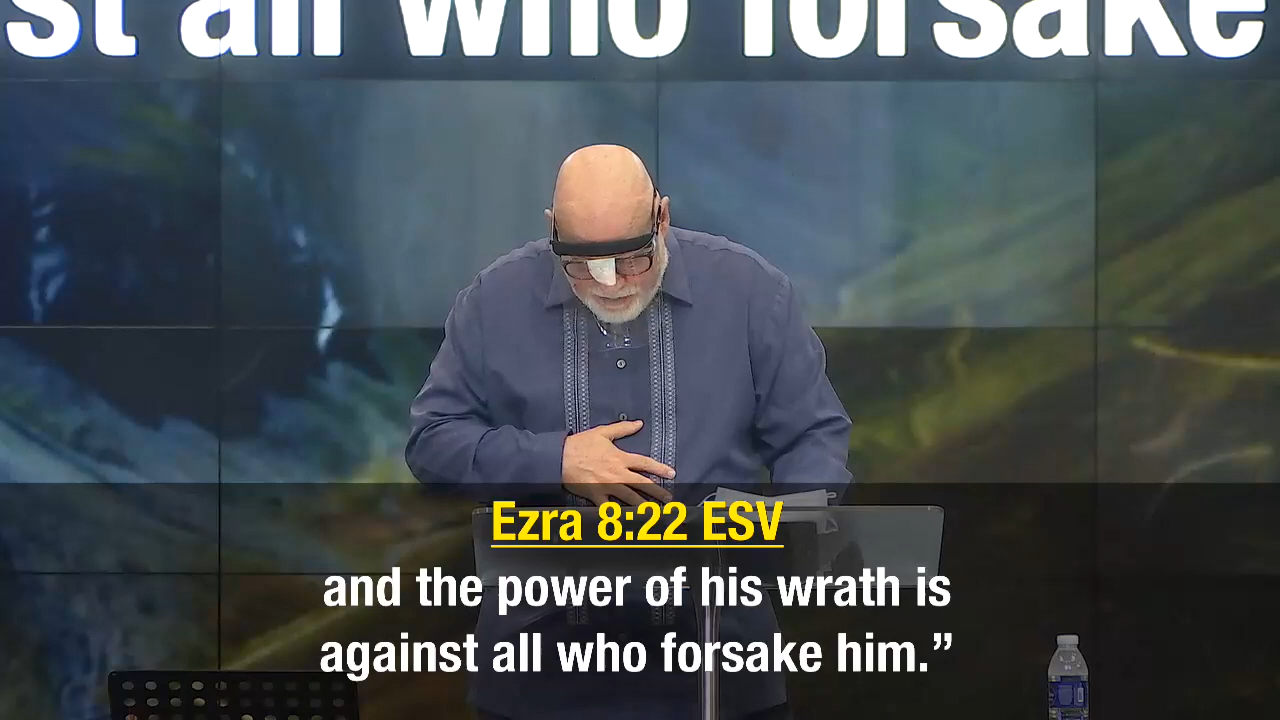 st all who forsake
Ezra 8:22 ESV
and the power of his wrath is
against all who forsake him.”